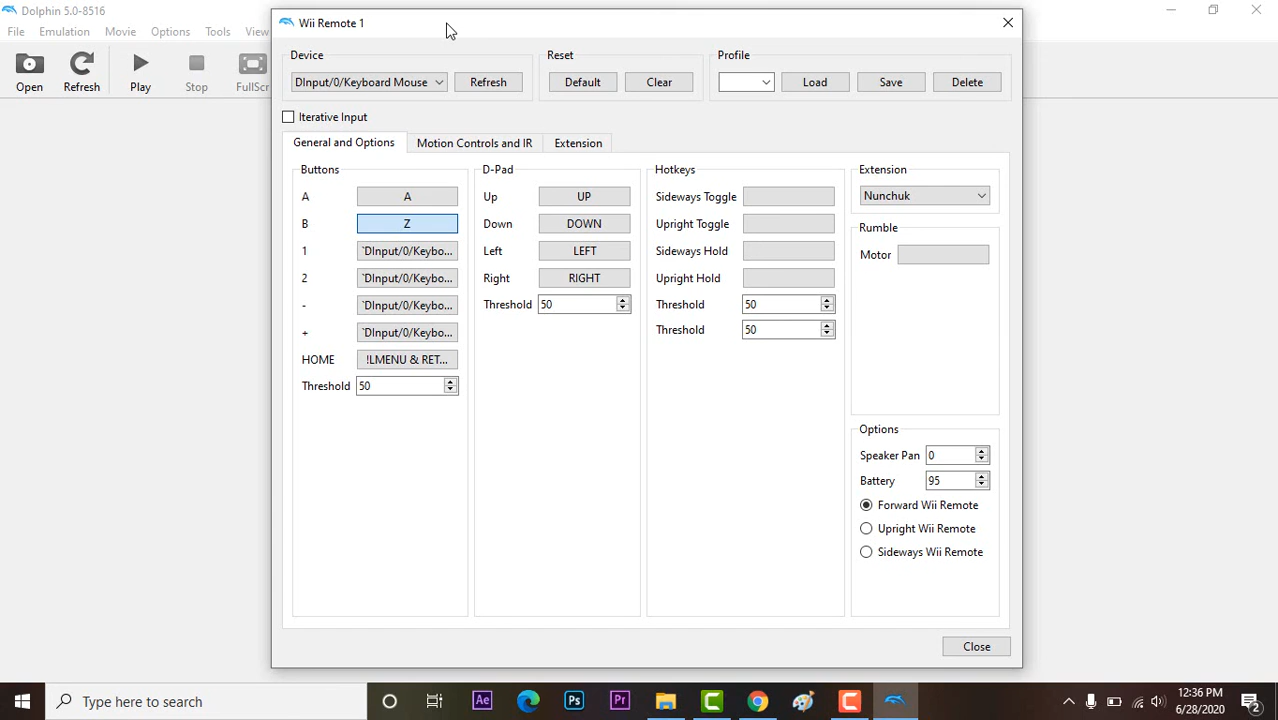 Dolphin 5.0-8516
File Emulation Movie Options Tools View
Open Refresh Play Stop FullScr
Wii Remote 1
Device Reset Profile
DInput/0/Keyboard Mouse Refresh Default Clear Load Save Delete
Iterative Input
General and Options Motion Controls and IR Extension
Buttons
A A
B Z
1 `DInput/0/Keybo...
2 `DInput/0/Keybo...
- `DInput/0/Keybo...
+ `DInput/0/Keybo...
HOME !LMENU & RET...
Threshold 50
D-Pad
Up UP
Down DOWN
Left LEFT
Right RIGHT
Threshold 50
Hotkeys
Sideways Toggle
Upright Toggle
Sideways Hold
Upright Hold
Threshold 50
Threshold 50
Extension
Nunchuk
Rumble
Motor
Options
Speaker Pan 0
Battery 95
Forward Wii Remote
Upright Wii Remote
Sideways Wii Remote
Close
Type here to search
Ae Ps Pr
12:36 PM
6/28/2020
2